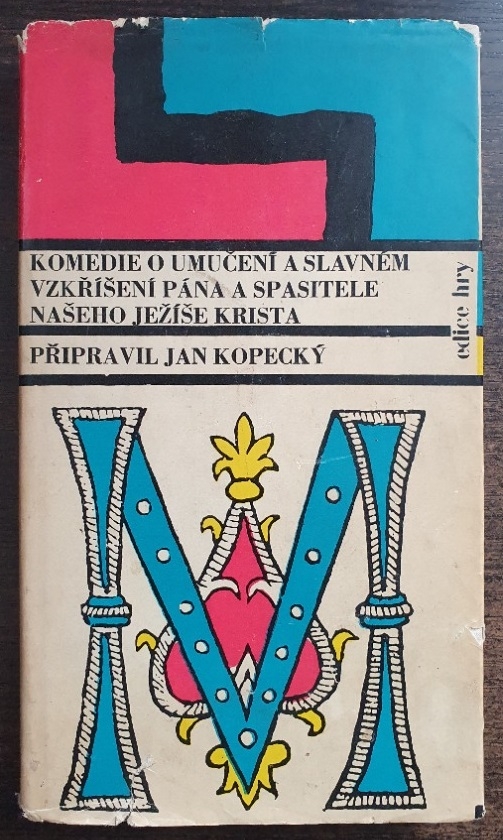 KOMEDIE O UMUČENÍ A SLAVNÉM
VZKŘÍŠENÍ PÁNA A SPASITELE
NAŠEHO JEŽÍŠE KRISTA
PŘIPRAVIL JAN KOPECKÝ
edice hry
M